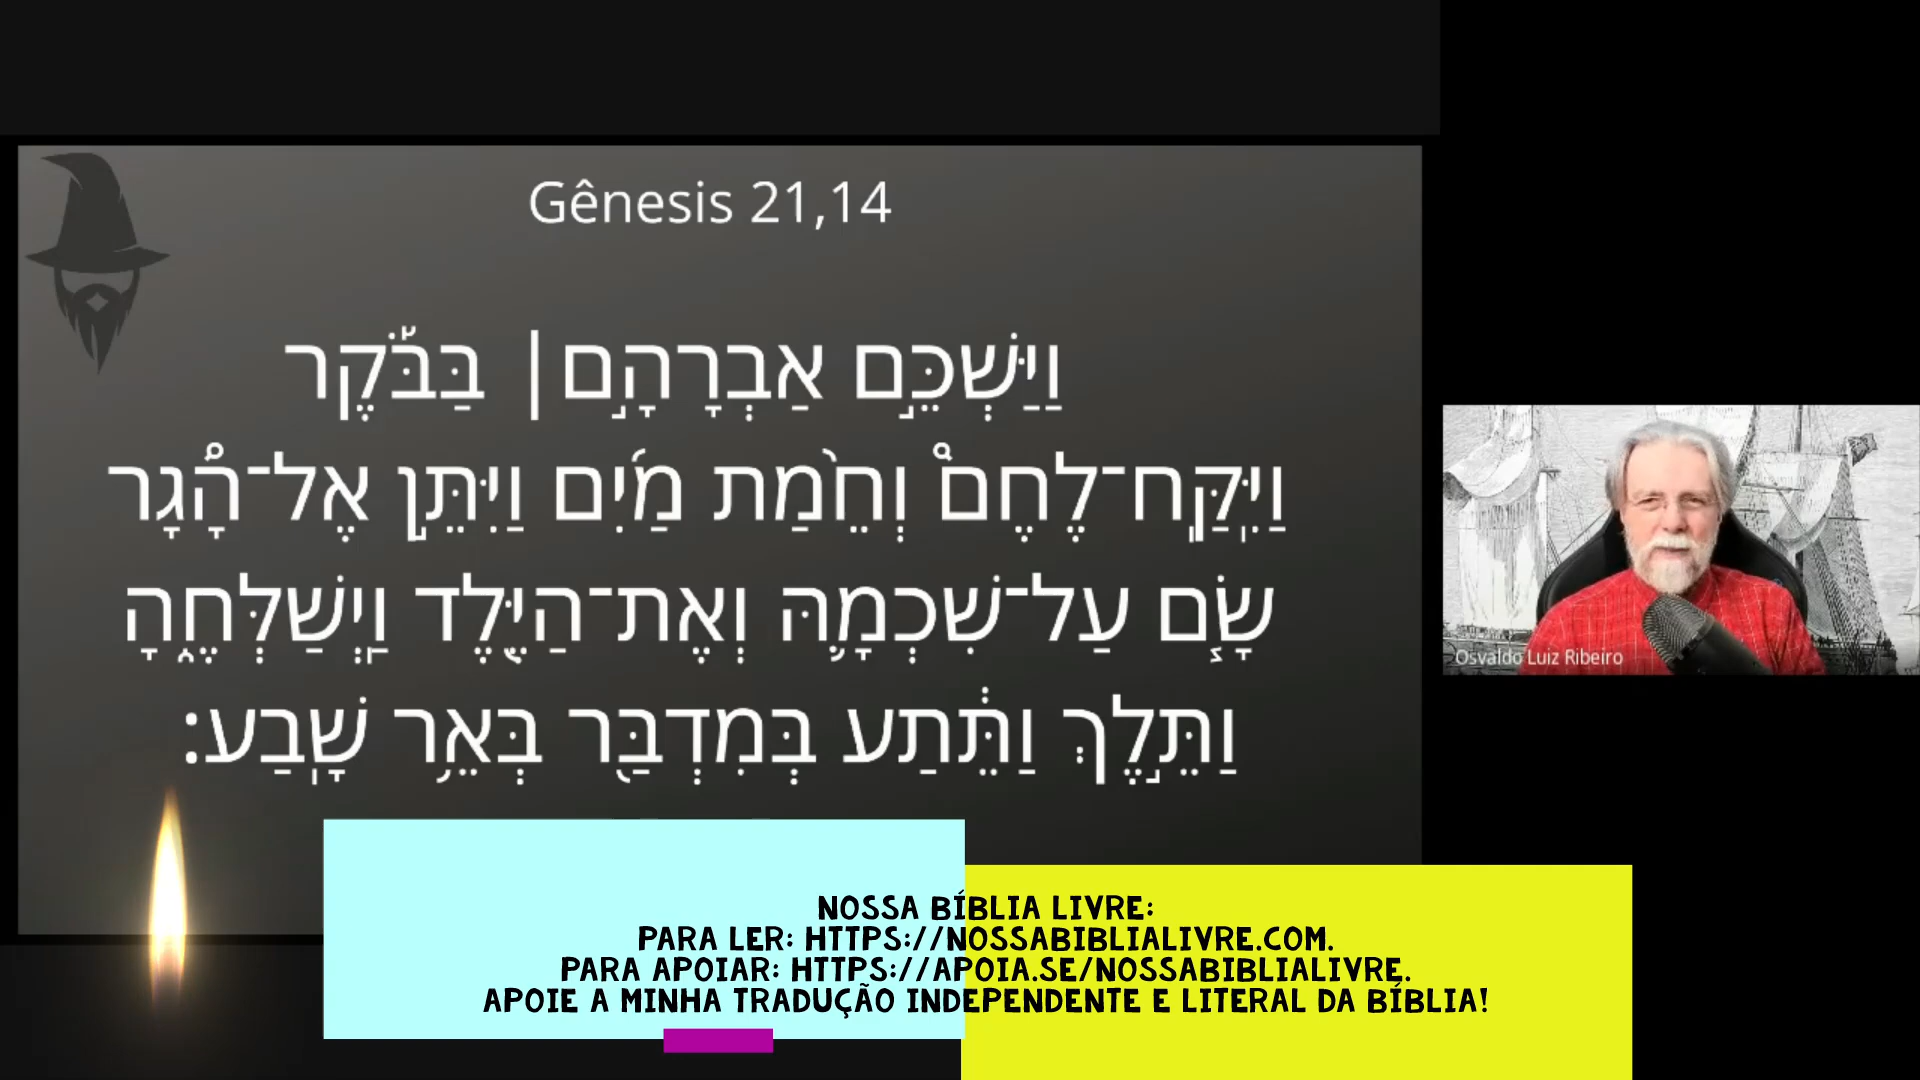 Gênesis 21,14
וַיַּשְׁכֵּ֣ם אַבְרָהָ֣ם׀ בַּבֹּ֡קֶר
וַיִּֽקַּֽח־לֶחֶם֩ וְחֵ֨מַת מַ֜יִם וַיִּתֵּ֣ן אֶל־הָ֠גָר
שָׂ֧ם עַל־שִׁכְמָ֛הּ וְאֶת־הַיֶּ֖לֶד וַֽיְשַׁלְּחֶ֑הָ
וַתֵּ֣לֶךְ וַתֵּ֔תַע בְּמִדְבַּ֖ר בְּאֵ֥ר שָֽׁבַע׃
Osvaldo Luiz Ribeiro
NOSSA BÍBLIA LIVRE:
PARA LER: HTTPS://NOSSABIBLIALIVRE.COM.
PARA APOIAR: HTTPS://APOIA.SE/NOSSABIBLIALIVRE.
APOIE A MINHA TRADUÇÃO INDEPENDENTE E LITERAL DA BÍBLIA!